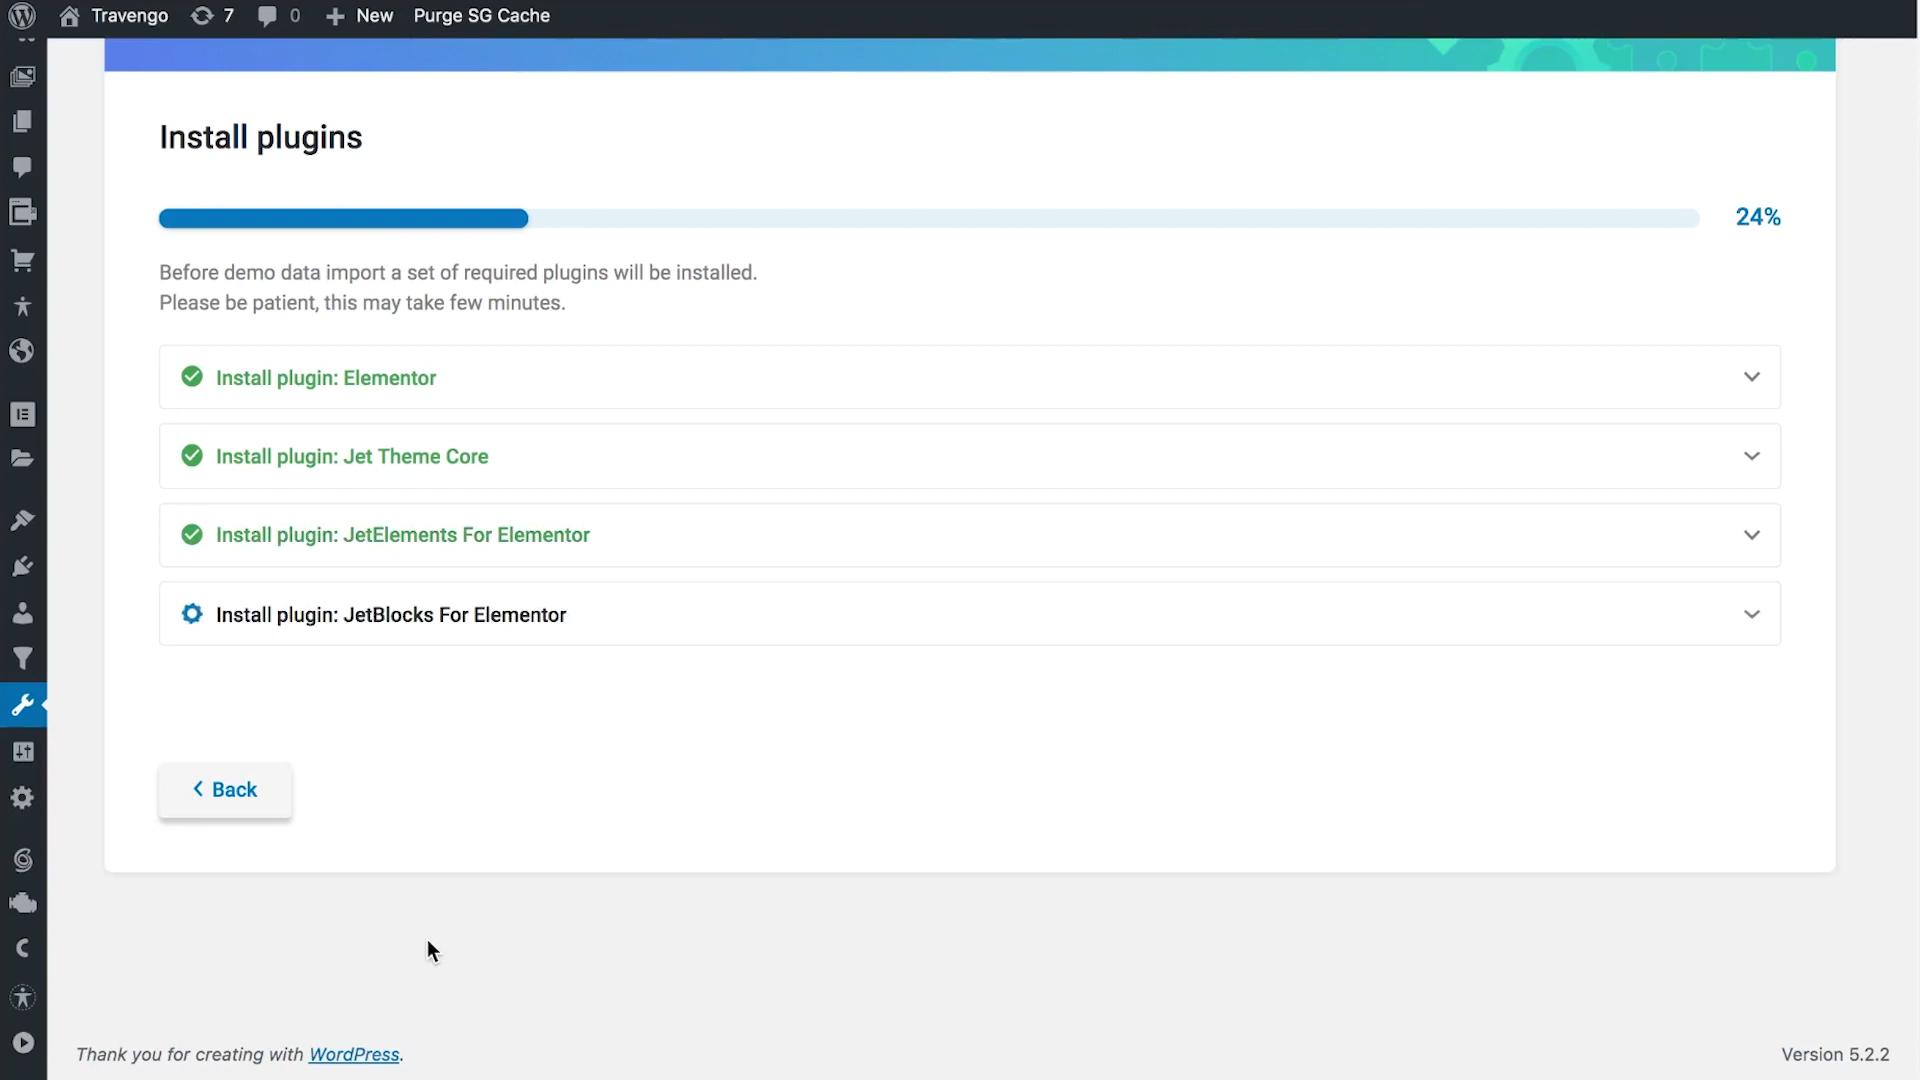 Travengo 7 0 New Purge SG Cache
Install plugins
24%
Before demo data import a set of required plugins will be installed.
Please be patient, this may take few minutes.
Install plugin: Elementor
Install plugin: Jet Theme Core
Install plugin: JetElements For Elementor
Install plugin: JetBlocks For Elementor
Back
Thank you for creating with WordPress.
Version 5.2.2